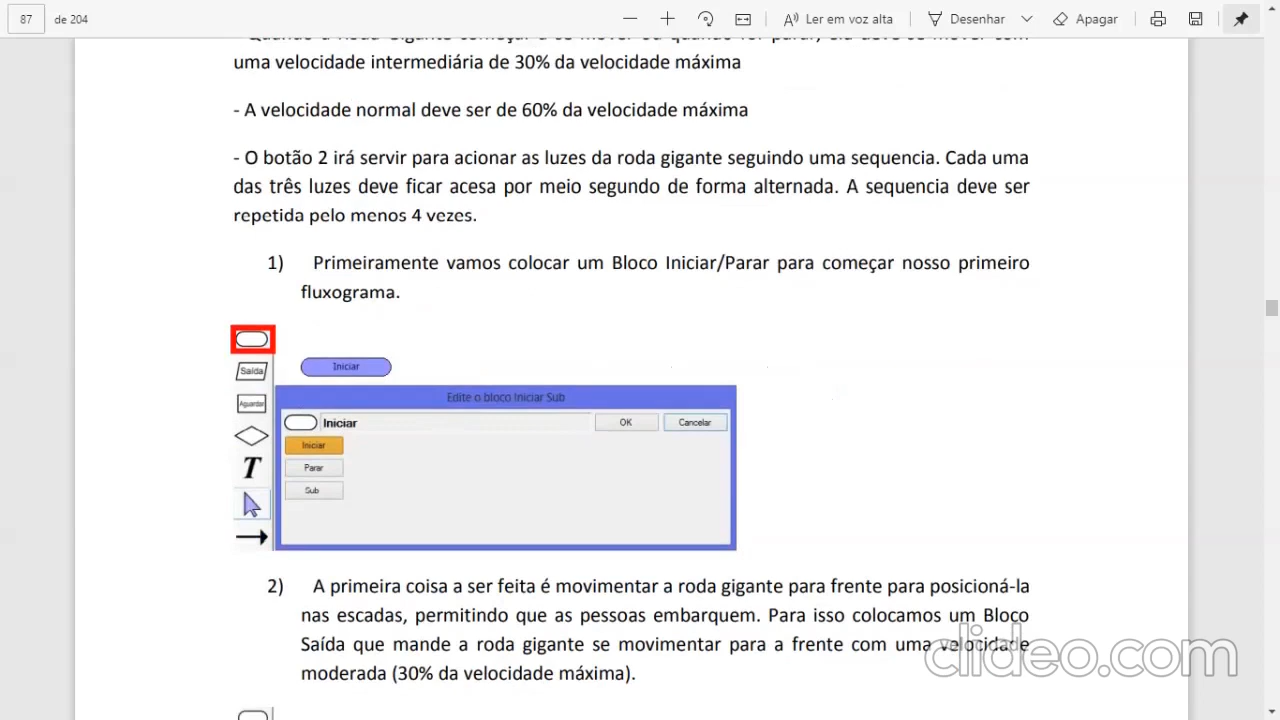 87 de 204 Ler em voz alta Desenhar Apagar
uma velocidade intermediária de 30% da velocidade máxima
- A velocidade normal deve ser de 60% da velocidade máxima
- O botão 2 irá servir para acionar as luzes da roda gigante seguindo uma sequencia. Cada uma
das três luzes deve ficar acesa por meio segundo de forma alternada. A sequencia deve ser
repetida pelo menos 4 vezes.
1) Primeiramente vamos colocar um Bloco Iniciar/Parar para começar nosso primeiro
fluxograma.
Saída
Iniciar
Aguardar
T
Edite o bloco Iniciar Sub
Iniciar OK Cancelar
Iniciar
Parar
Sub
2) A primeira coisa a ser feita é movimentar a roda gigante para frente para posicioná-la
nas escadas, permitindo que as pessoas embarquem. Para isso colocamos um Bloco
Saída que mande a roda gigante se movimentar para a frente com uma velocidade
moderada (30% da velocidade máxima).
clideo.com